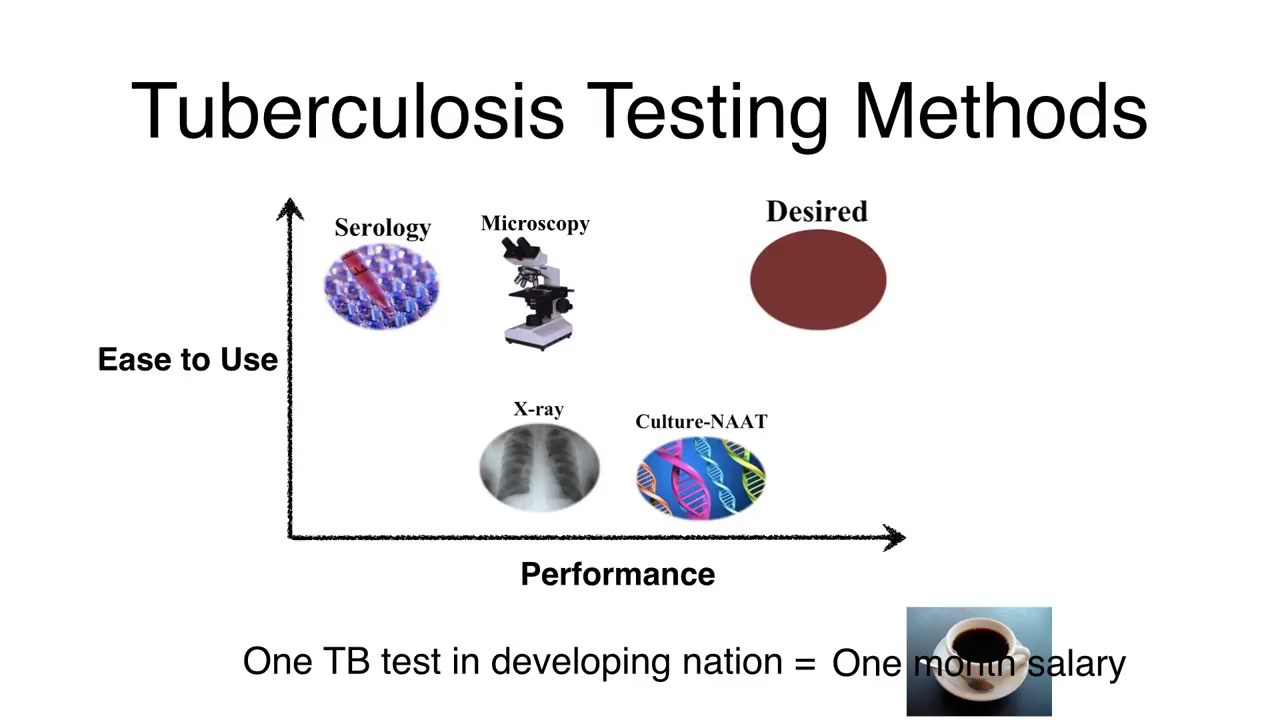 Tuberculosis Testing Methods
Serology
Microscopy
Desired
Ease to Use
X-ray
Culture-NAAT
Performance
One TB test in developing nation = One month salary